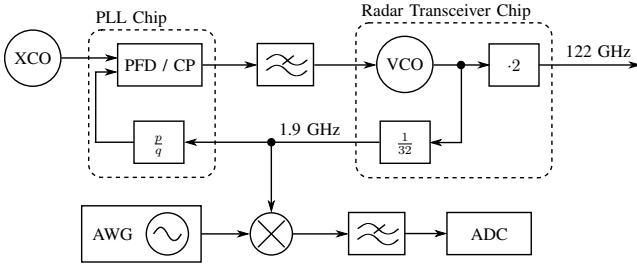 PLL Chip
Radar Transceiver Chip
XCO
PFD / CP
VCO
·2
122 GHz
p/q
1.9 GHz
1/32
AWG
ADC